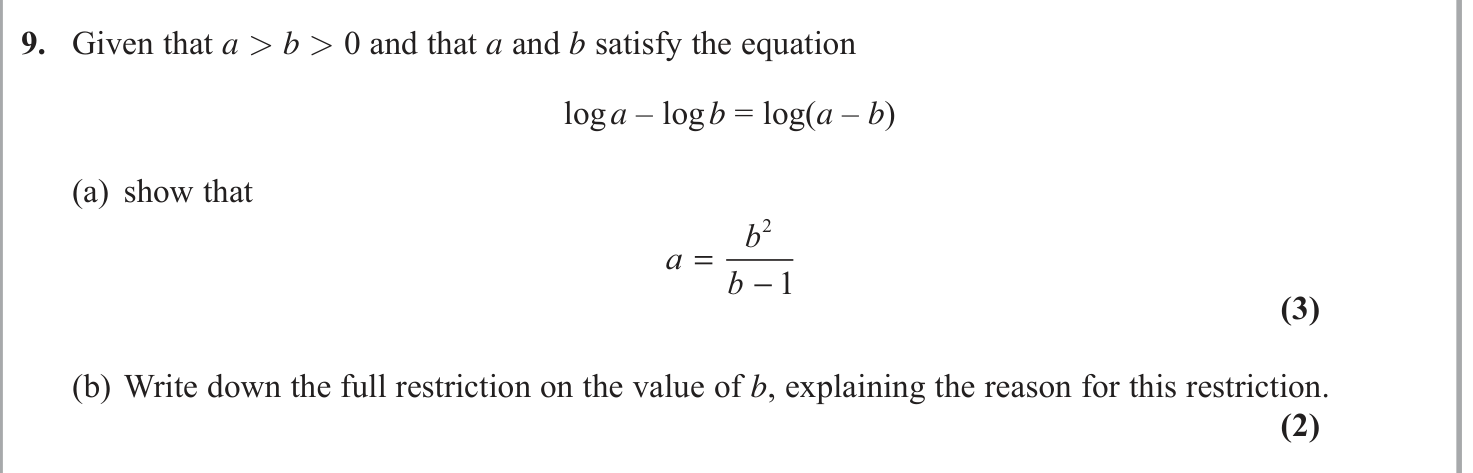 9. Given that a > b > 0 and that a and b satisfy the equation
log a – log b = log(a – b)
(a) show that
a = b² / (b – 1)
(3)
(b) Write down the full restriction on the value of b, explaining the reason for this restriction.
(2)